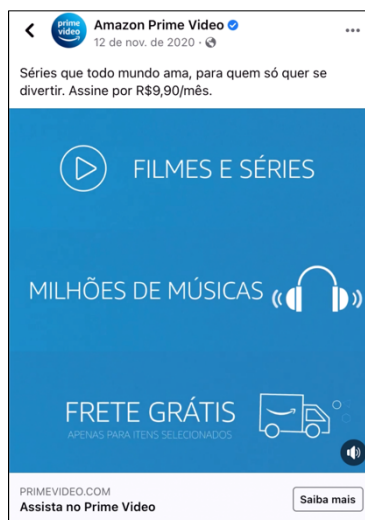 prime
video
Amazon Prime Video
12 de nov. de 2020 ·
Séries que todo mundo ama, para quem só quer se
divertir. Assine por R$9,90/mês.
FILMES E SÉRIES
MILHÕES DE MÚSICAS
FRETE GRÁTIS
APENAS PARA ITENS SELECIONADOS
PRIMEVIDEO.COM
Assista no Prime Video
Saiba mais